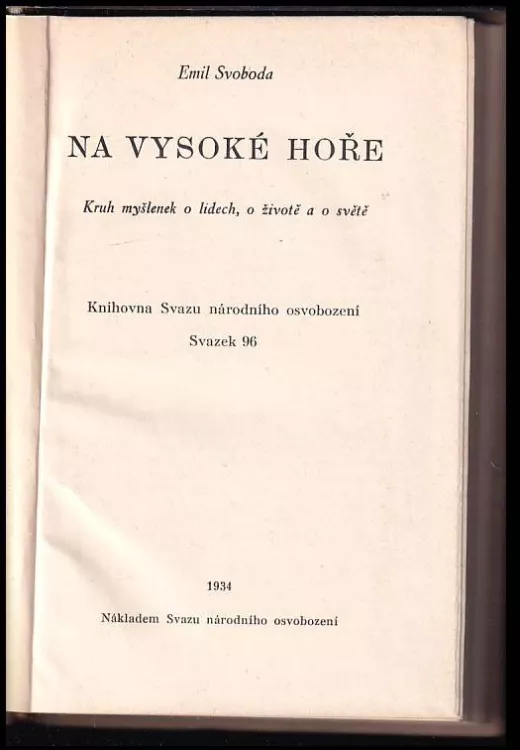 Emil Svoboda
NA VYSOKÉ HOŘE
Kruh myšlenek o lidech, o životě a o světě
Knihovna Svazu národního osvobození
Svazek 96
1934
Nákladem Svazu národního osvobození